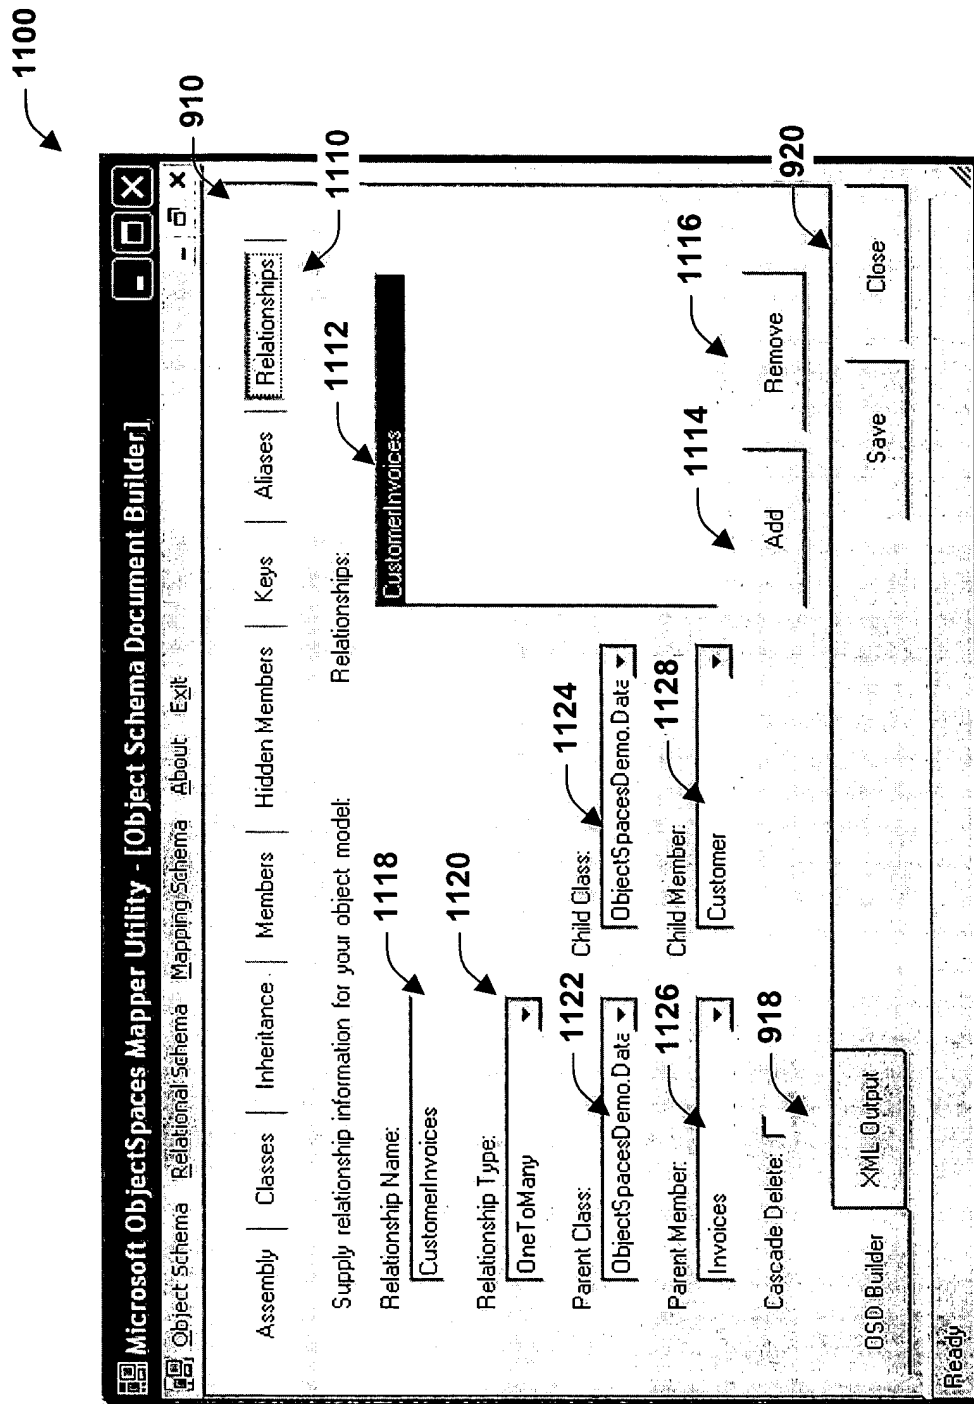 1100
Microsoft ObjectSpaces Mapper Utility - [Object Schema Document Builder]
Object Schema Relational Schema Mapping Schema About Exit
910
Assembly Classes Inheritance Members Hidden Members Keys Aliases Relationships
1110
Supply relationship information for your object model:
Relationships:
1112
Relationship Name:
1118
CustomerInvoices
CustomerInvoices
Relationship Type:
1120
OneToMany
Parent Class:
1122
Child Class:
1124
ObjectSpacesDemo.Data
ObjectSpacesDemo.Data
Parent Member:
1126
Child Member:
1128
Invoices
Customer
1114
1116
Cascade Delete:
918
Add
Remove
920
OSD Builder
XML Output
Save
Close
Ready